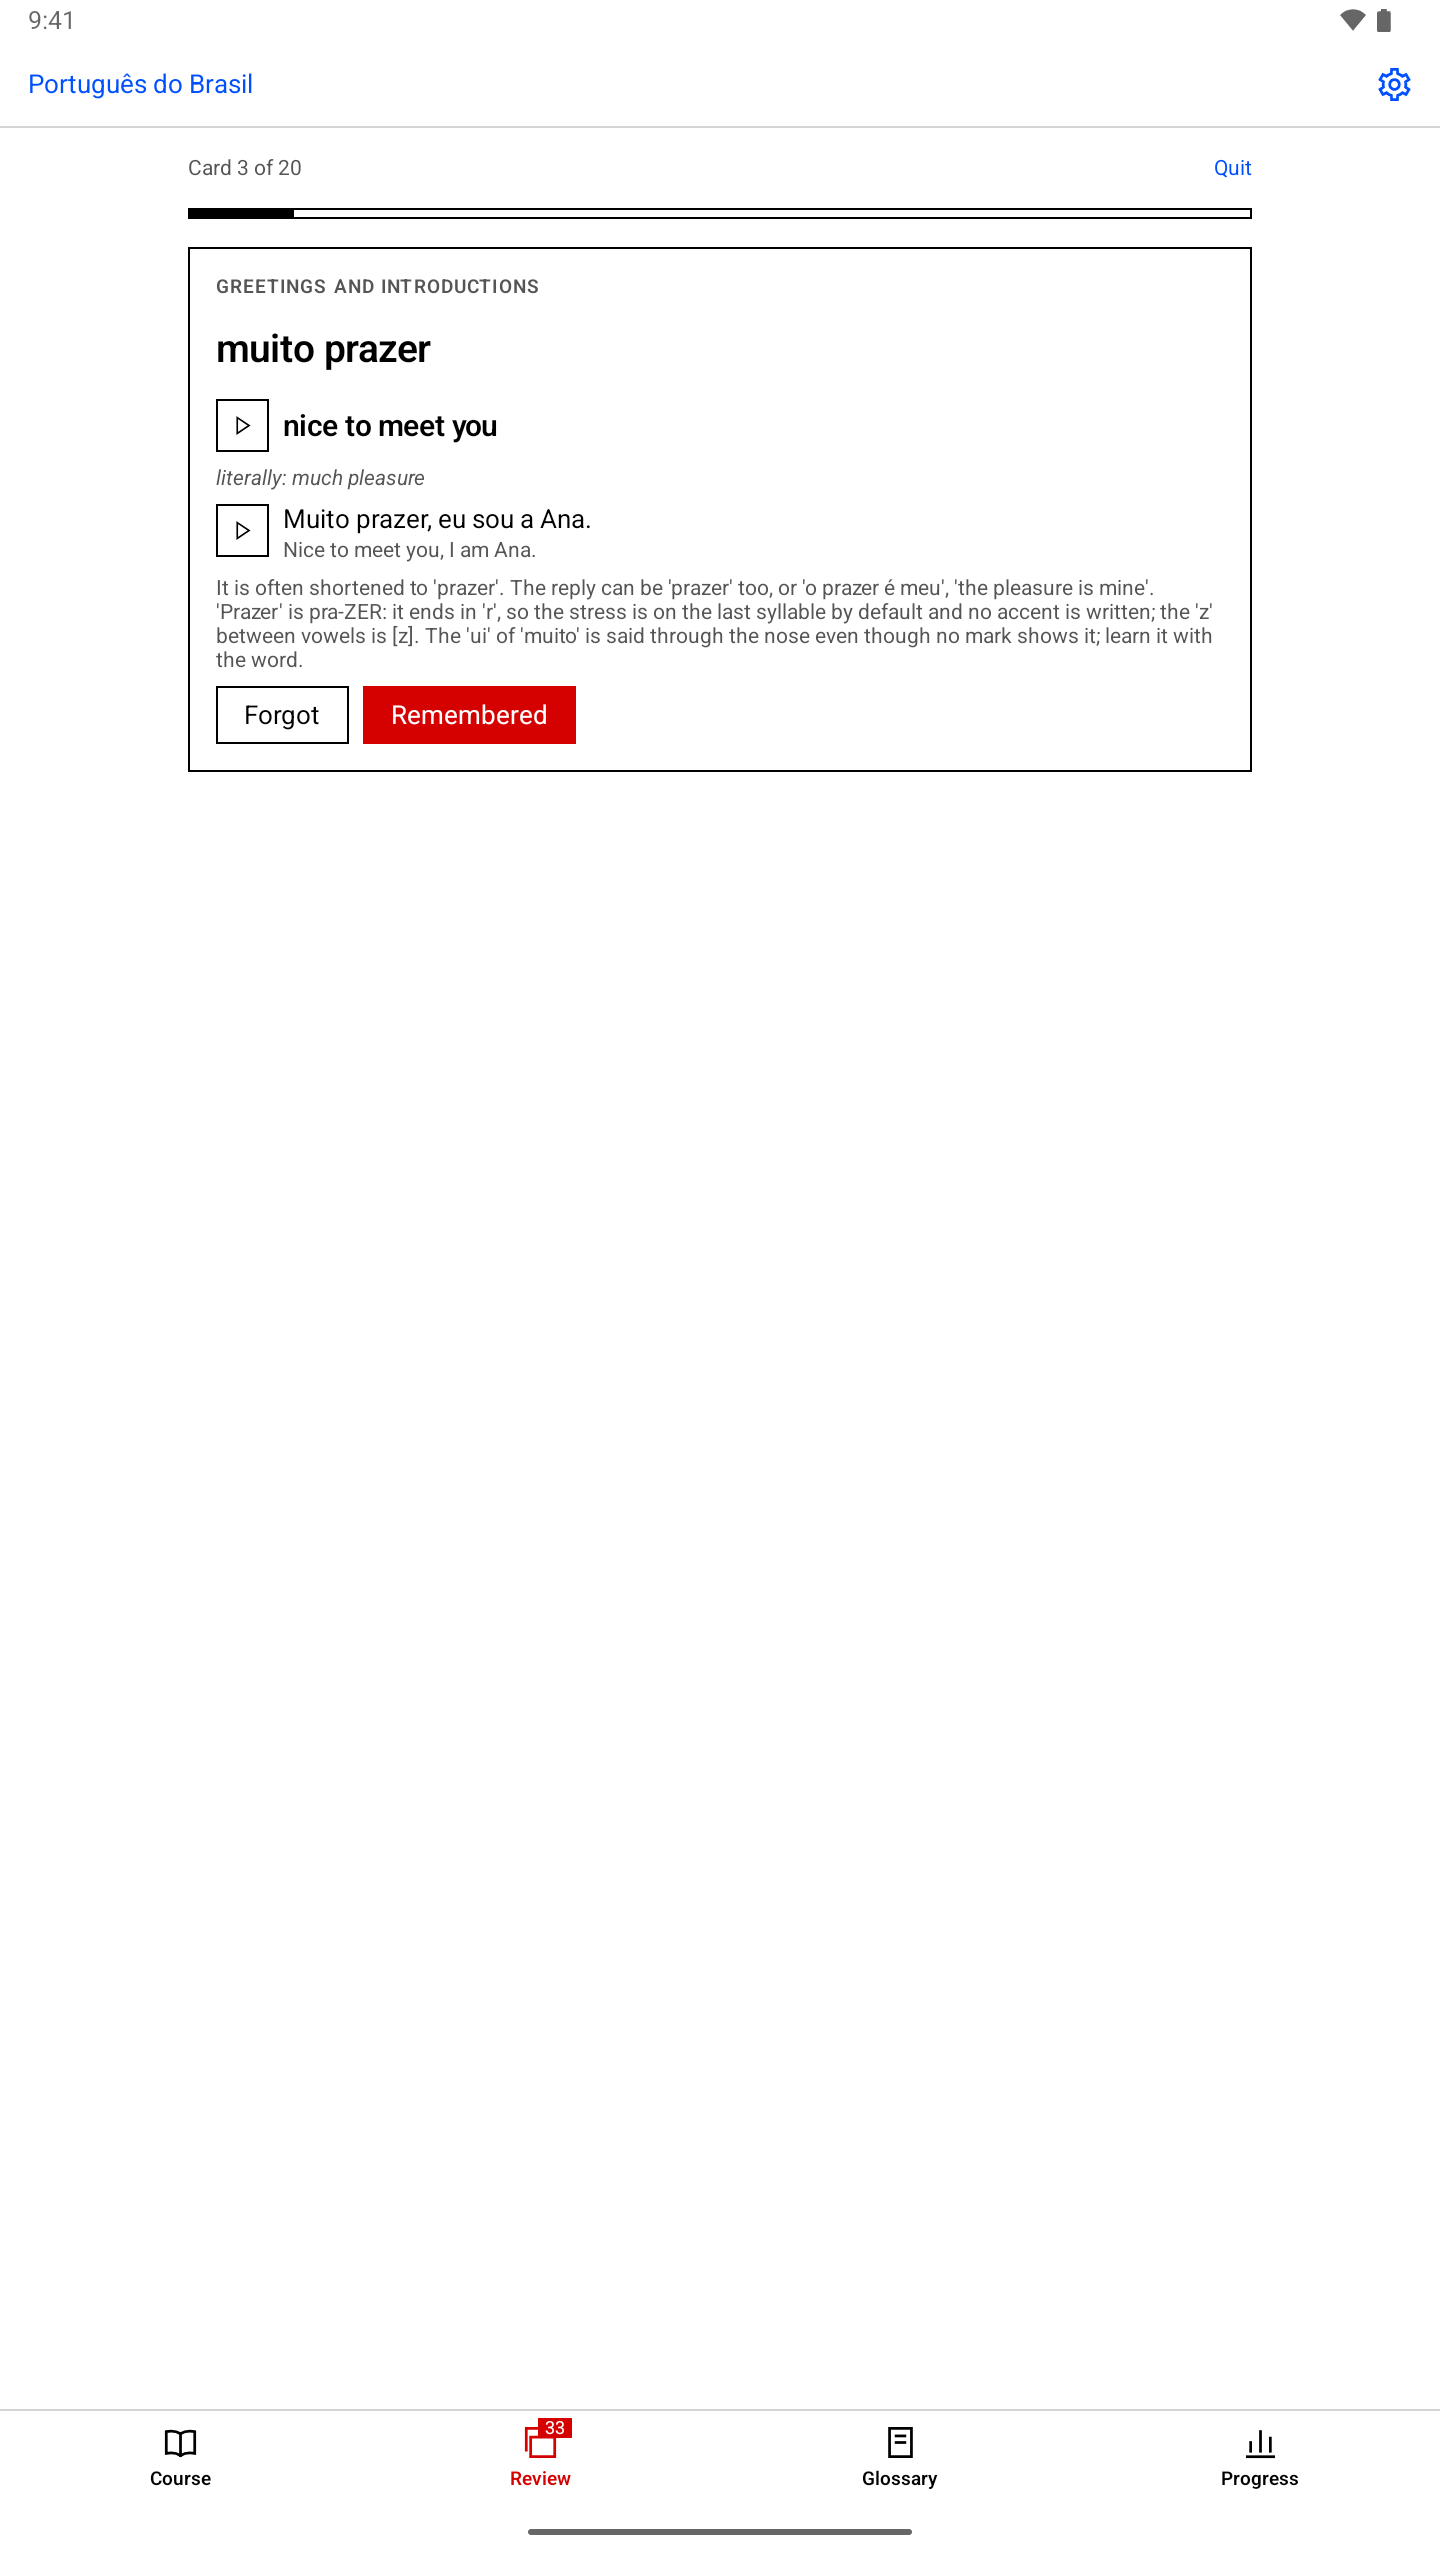 9:41
Português do Brasil
Card 3 of 20
Quit
GREETINGS AND INTRODUCTIONS
muito prazer
nice to meet you
literally: much pleasure
Muito prazer, eu sou a Ana.
Nice to meet you, I am Ana.
It is often shortened to 'prazer'. The reply can be 'prazer' too, or 'o prazer é meu', 'the pleasure is mine'.
'Prazer' is pra-ZER: it ends in 'r', so the stress is on the last syllable by default and no accent is written; the 'z'
between vowels is [z]. The 'ui' of 'muito' is said through the nose even though no mark shows it; learn it with
the word.
Forgot
Remembered
33
Course
Review
Glossary
Progress